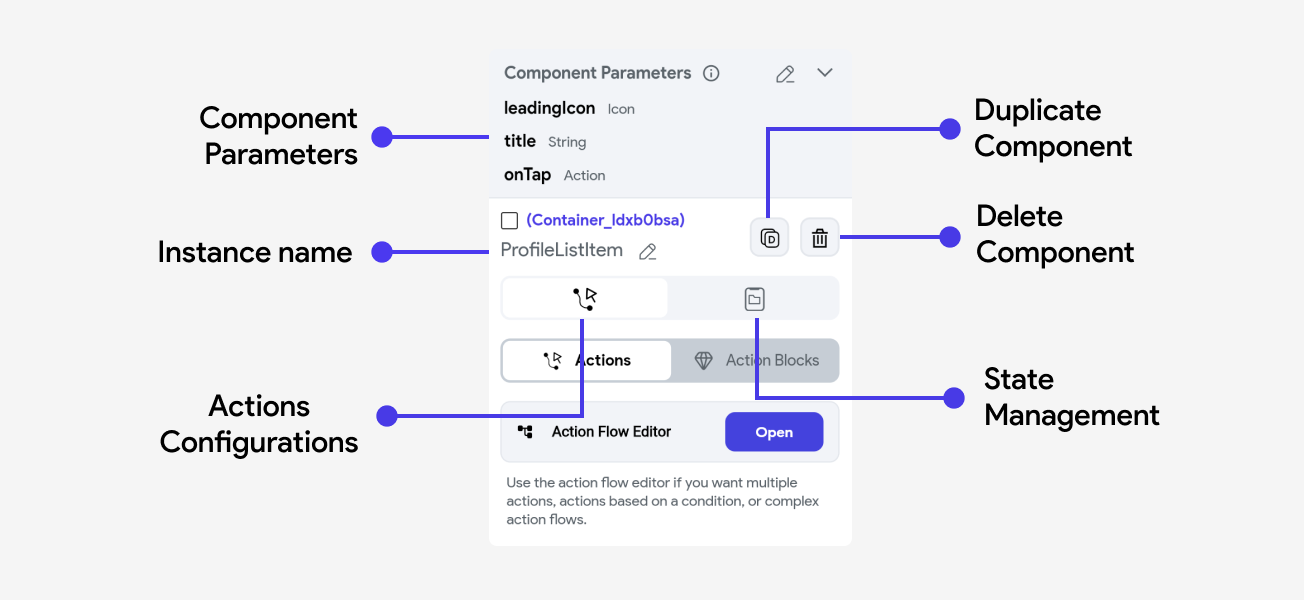 Component Parameters
leadingIcon Icon
title String
onTap Action
(Container_ldxb0bsa)
ProfileListItem
D
Actions
Action Blocks
Action Flow Editor
Open
Use the action flow editor if you want multiple
actions, actions based on a condition, or complex
action flows.
Component
Parameters
Instance name
Actions
Configurations
Duplicate
Component
Delete
Component
State
Management